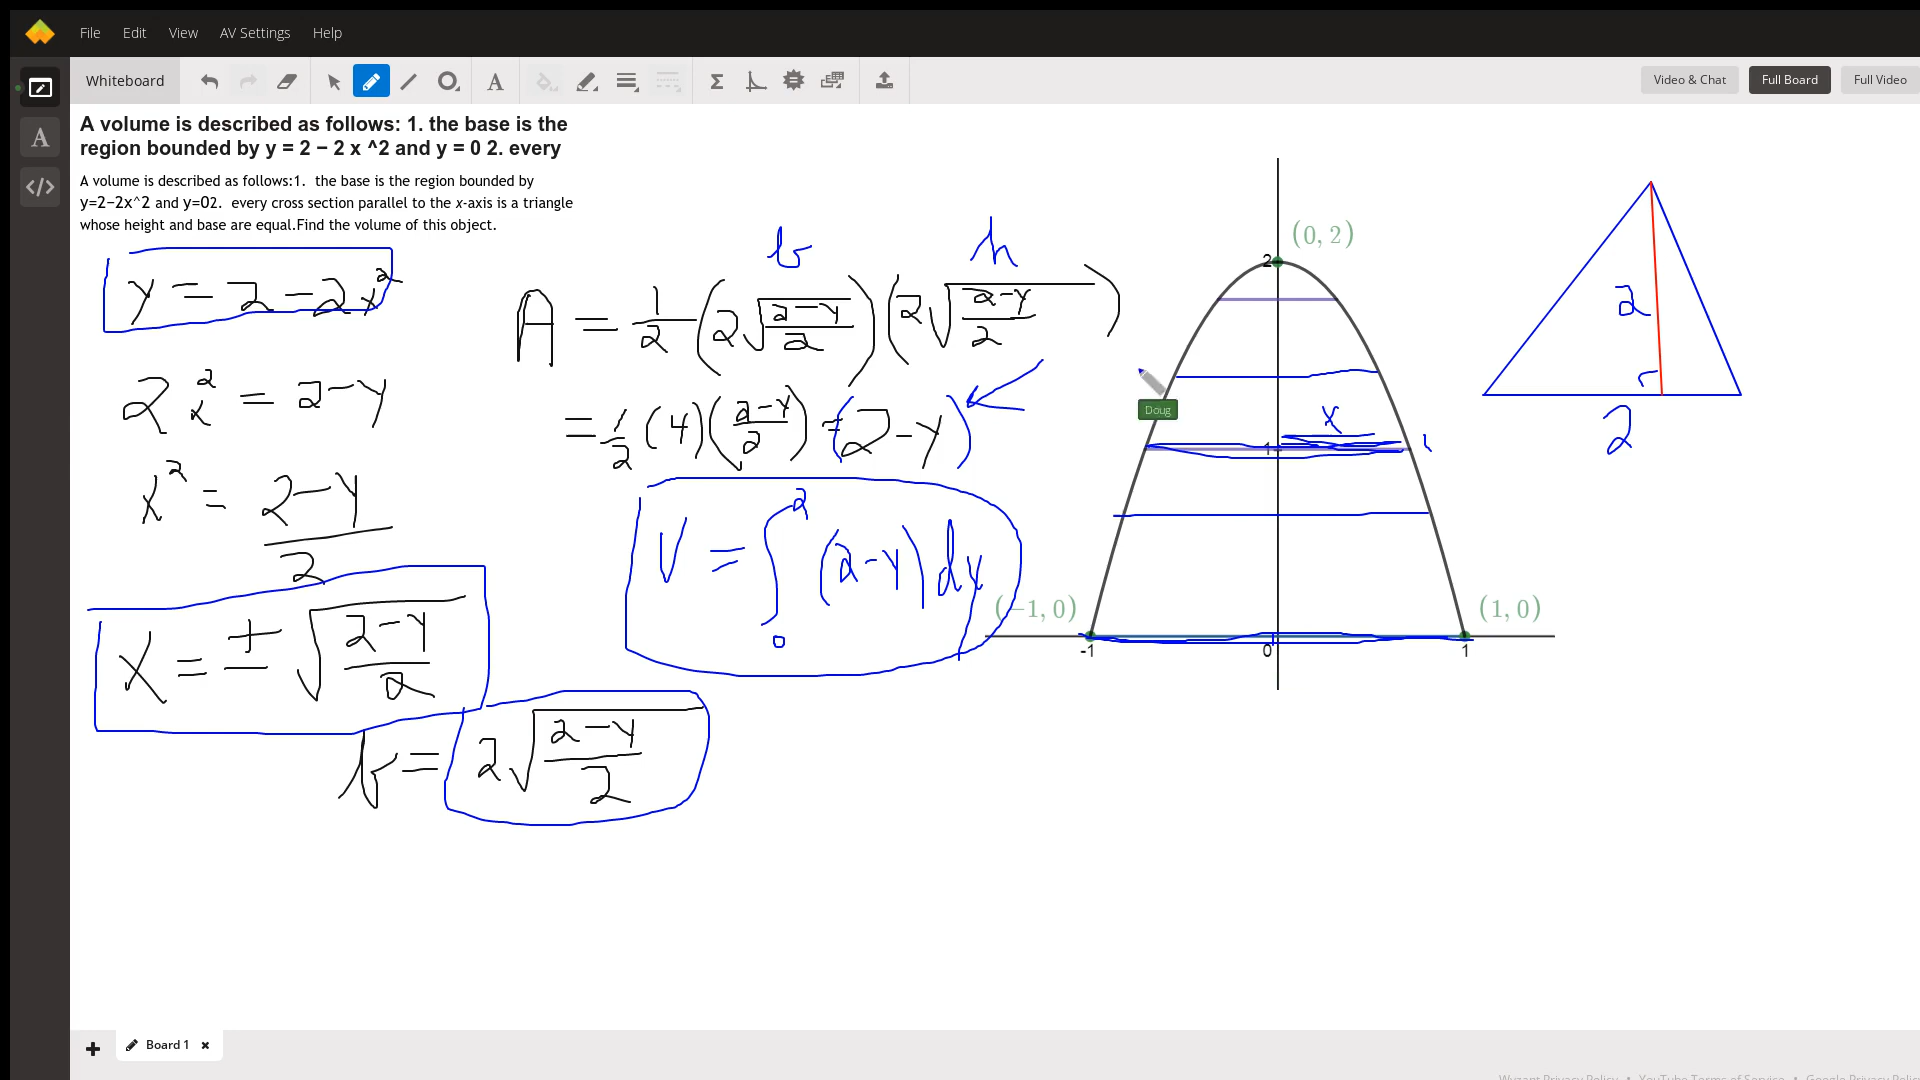 File Edit View AV Settings Help
Whiteboard
A
Σ
Video & Chat Full Board Full Video
A
</>
A volume is described as follows: 1. the base is the
region bounded by y = 2 − 2 x ^2 and y = 0 2. every
A volume is described as follows:1. the base is the region bounded by
y=2−2x^2 and y=02. every cross section parallel to the x-axis is a triangle
whose height and base are equal.Find the volume of this object.
y = 2 - 2x²
2x² = 2-y
x² = (2-y)/2
x = ± √((2-y)/2)
b = 2√((2-y)/2)
b h
A = 1/2 (2√((2-y)/2)) (2√((2-y)/2))
= 1/2 (4) ((2-y)/2) = (2-y)
V = ∫₀² (2-y) dy
(0, 2)
2
Doug
x
1
(−1, 0) (1, 0)
-1 0 1
2
2
Board 1